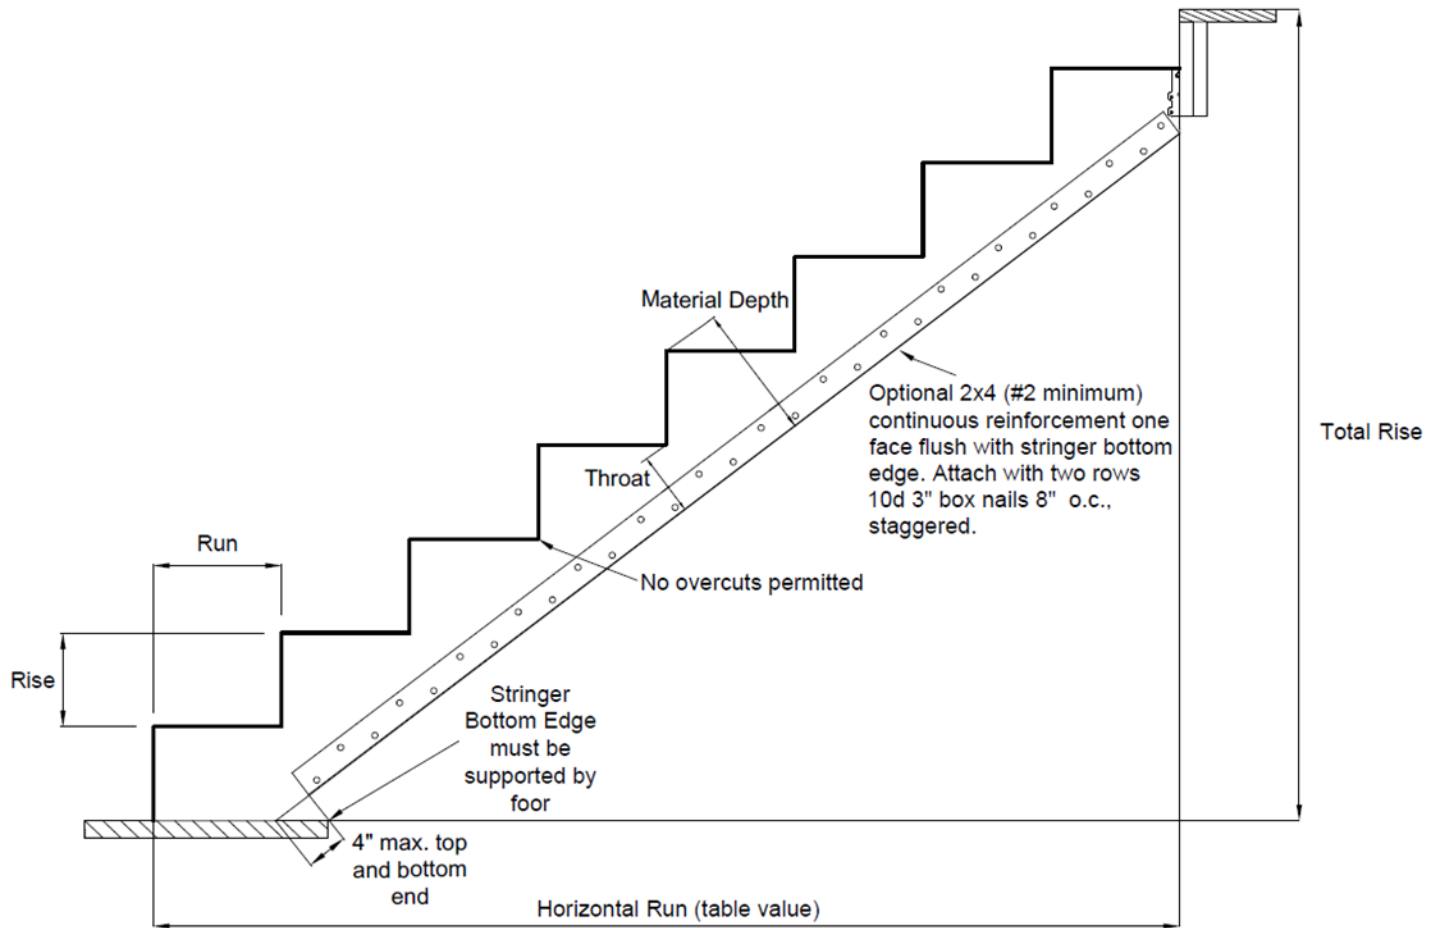 Material Depth
Optional 2x4 (#2 minimum)
continuous reinforcement one
face flush with stringer bottom
edge. Attach with two rows
10d 3" box nails 8" o.c.,
staggered.
Total Rise
Throat
Run
No overcuts permitted
Rise
Stringer
Bottom Edge
must be
supported by
foor
4" max. top
and bottom
end
Horizontal Run (table value)